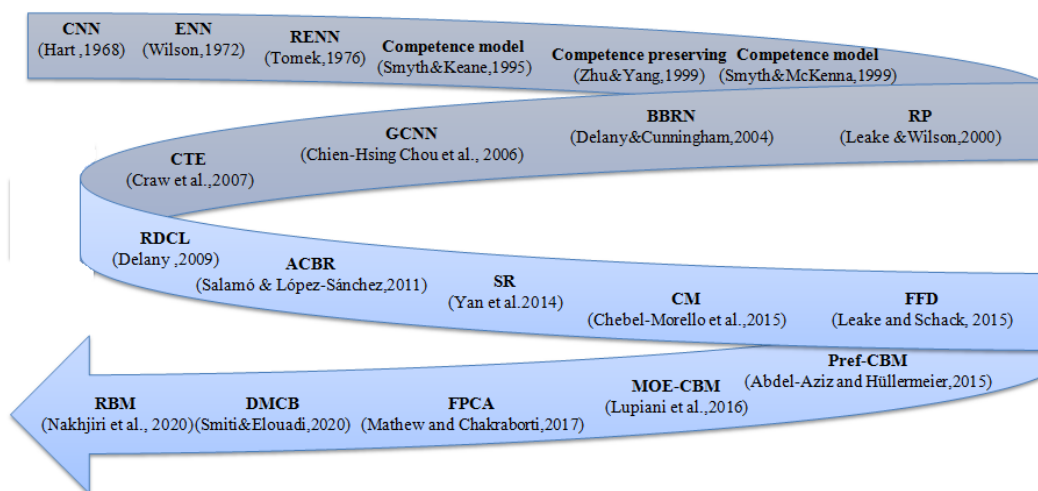 CNN
(Hart ,1968)
ENN
(Wilson,1972)
RENN
(Tomek,1976)
Competence model
(Smyth&Keane,1995)
Competence preserving
(Zhu&Yang,1999)
Competence model
(Smyth&McKenna,1999)
RP
(Leake &Wilson,2000)
BBRN
(Delany&Cunningham,2004)
GCNN
(Chien-Hsing Chou et al., 2006)
CTE
(Craw et al.,2007)
RDCL
(Delany ,2009)
ACBR
(Salamó & López-Sánchez,2011)
SR
(Yan et al.2014)
CM
(Chebel-Morello et al.,2015)
FFD
(Leake and Schack, 2015)
Pref-CBM
(Abdel-Aziz and Hüllermeier,2015)
MOE-CBM
(Lupiani et al.,2016)
FPCA
(Mathew and Chakraborti,2017)
DMCB
(Smiti&Elouadi,2020)
RBM
(Nakhjiri et al., 2020)